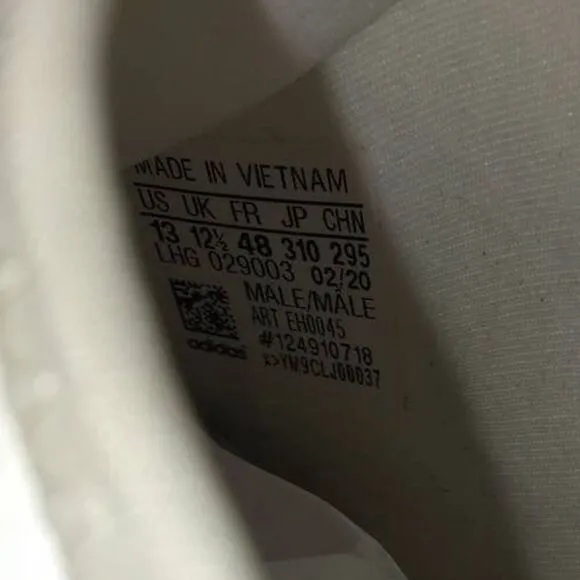 MADE IN VIETNAM
US UK FR JP CHN
13 12½ 48 310 295
LHG 029003 02/20
MALE/MÂLE
ART EH0045
#124910718
adidas
k>YM9CLJ00037